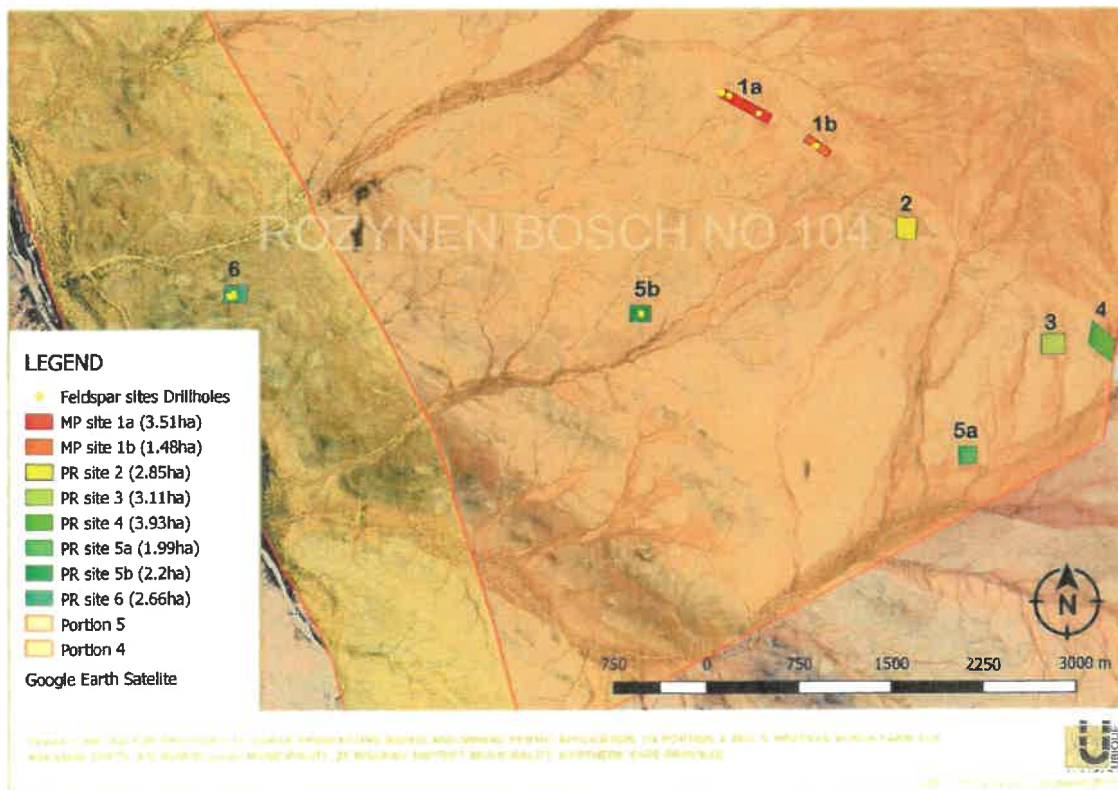 1a
1b
ROZYNEN BOSCH NO 104
2
6
5b
3
4
5a
LEGEND
Feldspar sites Drillholes
MP site 1a (3.51ha)
MP site 1b (1.48ha)
PR site 2 (2.85ha)
PR site 3 (3.11ha)
PR site 4 (3.93ha)
PR site 5a (1.99ha)
PR site 5b (2.2ha)
PR site 6 (2.66ha)
Portion 5
Portion 4
Google Earth Satelite
N
750 0 750 1500 2250 3000 m